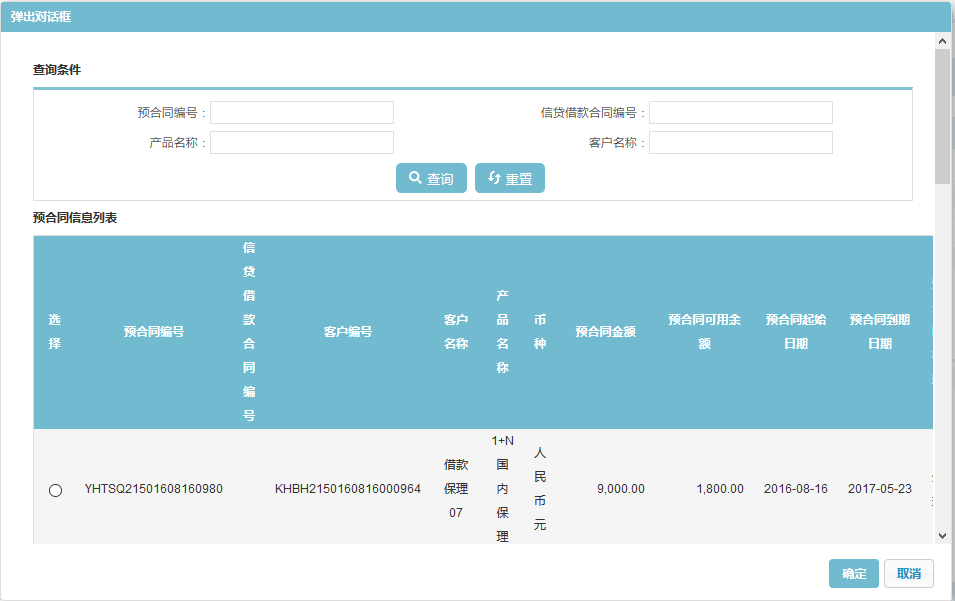 弹出对话框
查询条件
预合同编号：
信贷借款合同编号：
产品名称：
客户名称：
查询
重置
预合同信息列表
选
择
预合同编号
信
贷
借
款
合
同
编
号
客户编号
客户
名称
产
品
名
称
币
种
预合同金额
预合同可用余
额
预合同起始
日期
预合同到期
日期
YHTSQ21501608160980
KHBH2150160816000964
借款
保理
07
1+N
国
内
保
理
人
民
币
元
9,000.00
1,800.00
2016-08-16
2017-05-23
确定
取消